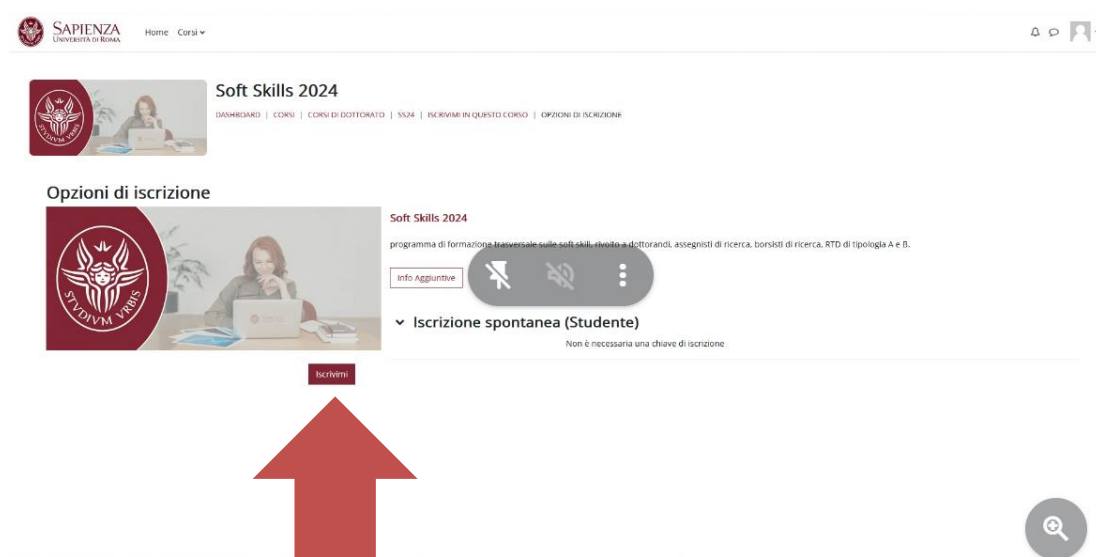 SAPIENZA
UNIVERSITÀ DI ROMA
Home Corsi
Soft Skills 2024
DASHBOARD | CORSI | CORSI DI DOTTORATO | SS24 | ISCRIVIMI IN QUESTO CORSO | OPZIONI DI ISCRIZIONE
STVDIVM VRBIS
Opzioni di iscrizione
STVDIVM VRBIS
Soft Skills 2024
programma di formazione trasversale sulle soft skill, rivolto a dottorandi, assegnisti di ricerca, borsisti di ricerca, RTD di tipologia A e B.
Info Aggiuntive
Iscrizione spontanea (Studente)
Non è necessaria una chiave di iscrizione
Iscrivimi